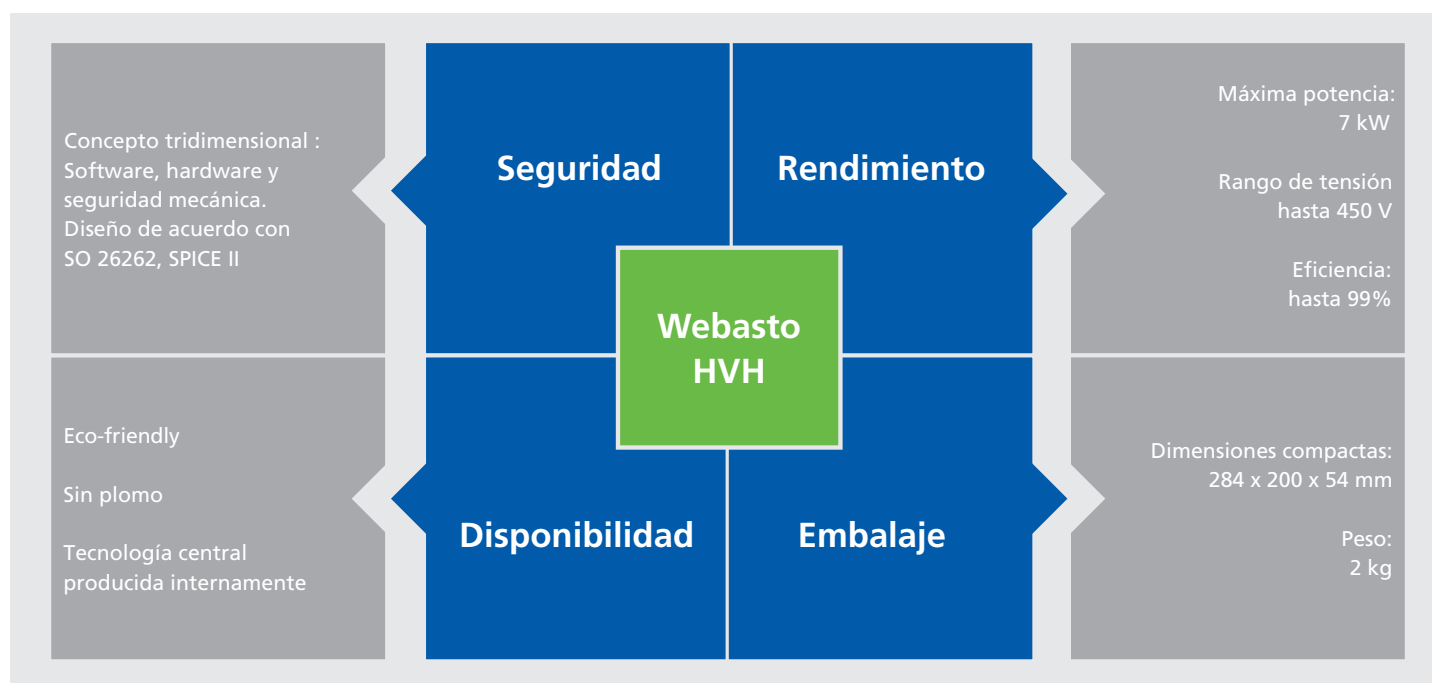 Concepto tridimensional :
Software, hardware y
seguridad mecánica.
Diseño de acuerdo con
SO 26262, SPICE II
Seguridad
Rendimiento
Máxima potencia:
7 kW
Rango de tensión
hasta 450 V
Eficiencia:
hasta 99%
Webasto
HVH
Eco-friendly
Sin plomo
Tecnología central
producida internamente
Disponibilidad
Embalaje
Dimensiones compactas:
284 x 200 x 54 mm
Peso:
2 kg